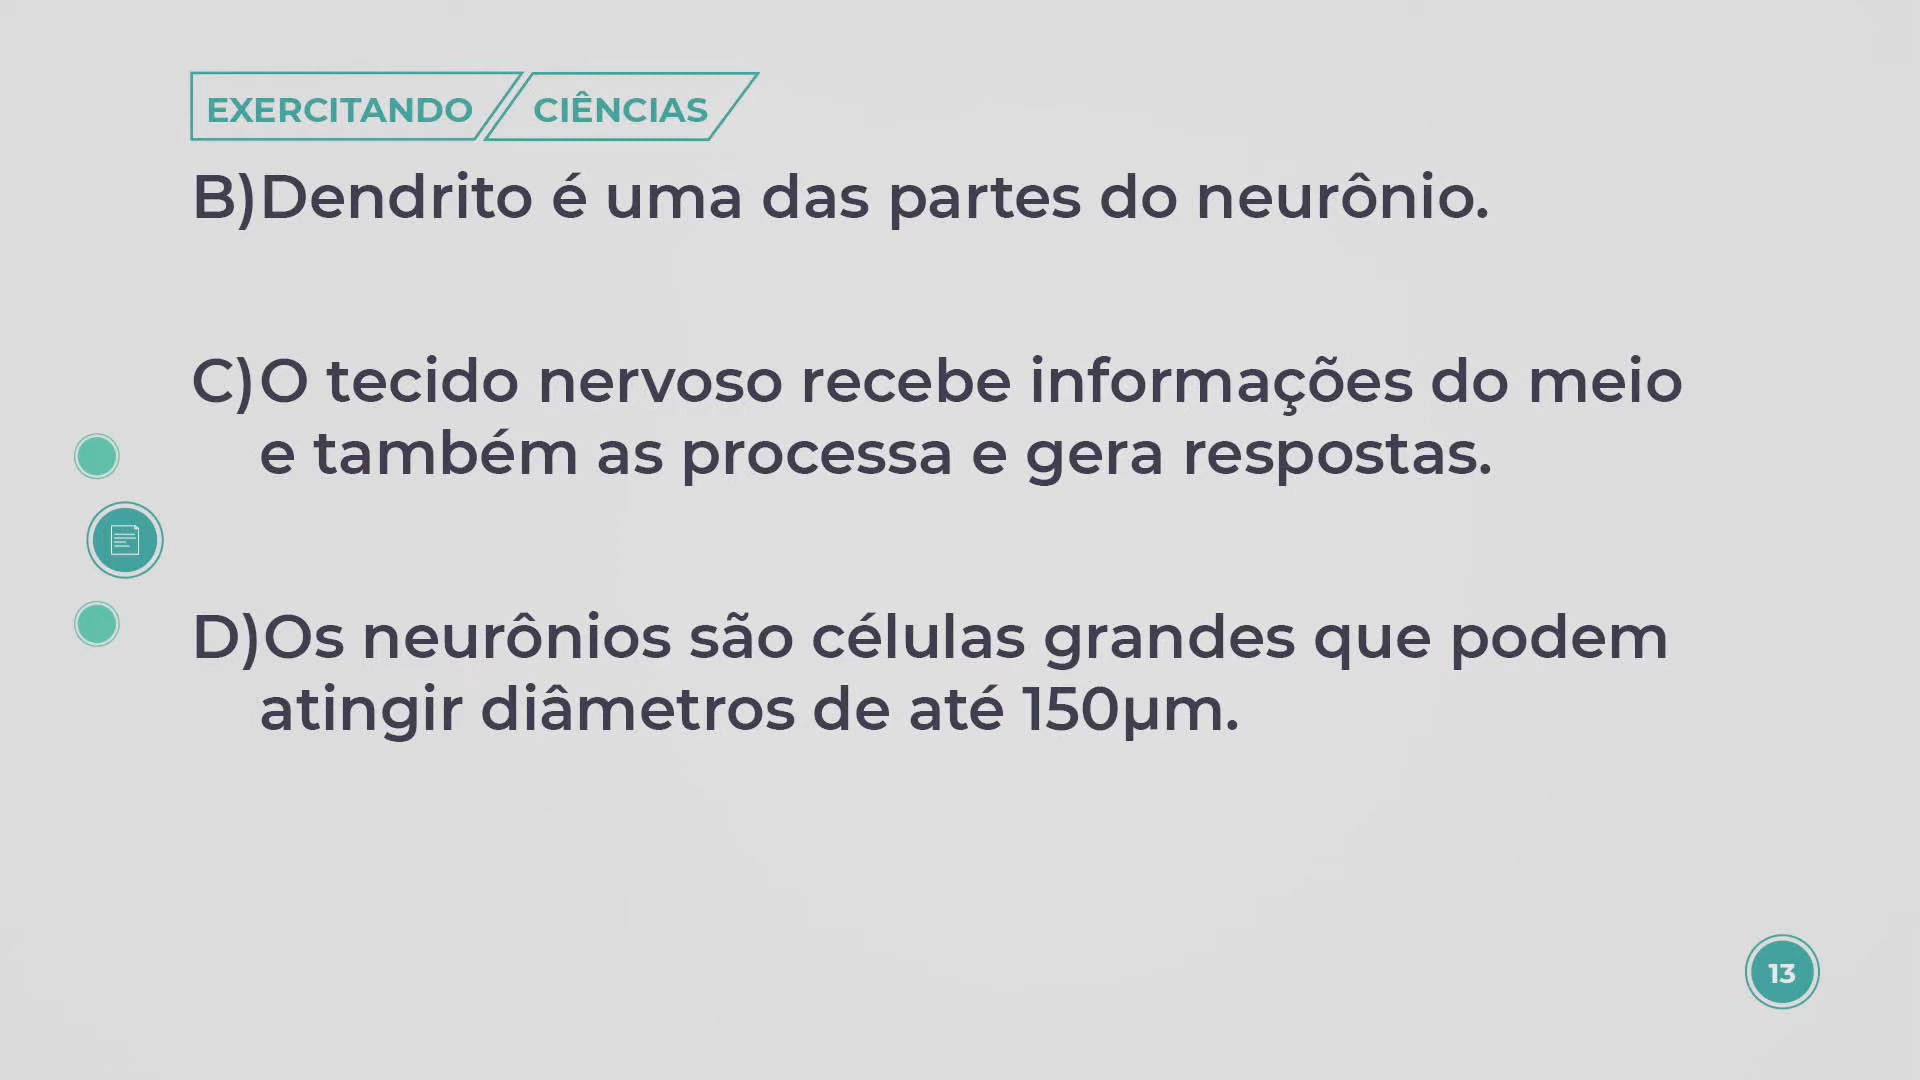 EXERCITANDO CIÊNCIAS
B)Dendrito é uma das partes do neurônio.
C)O tecido nervoso recebe informações do meio
e também as processa e gera respostas.
D)Os neurônios são células grandes que podem
atingir diâmetros de até 150µm.
13